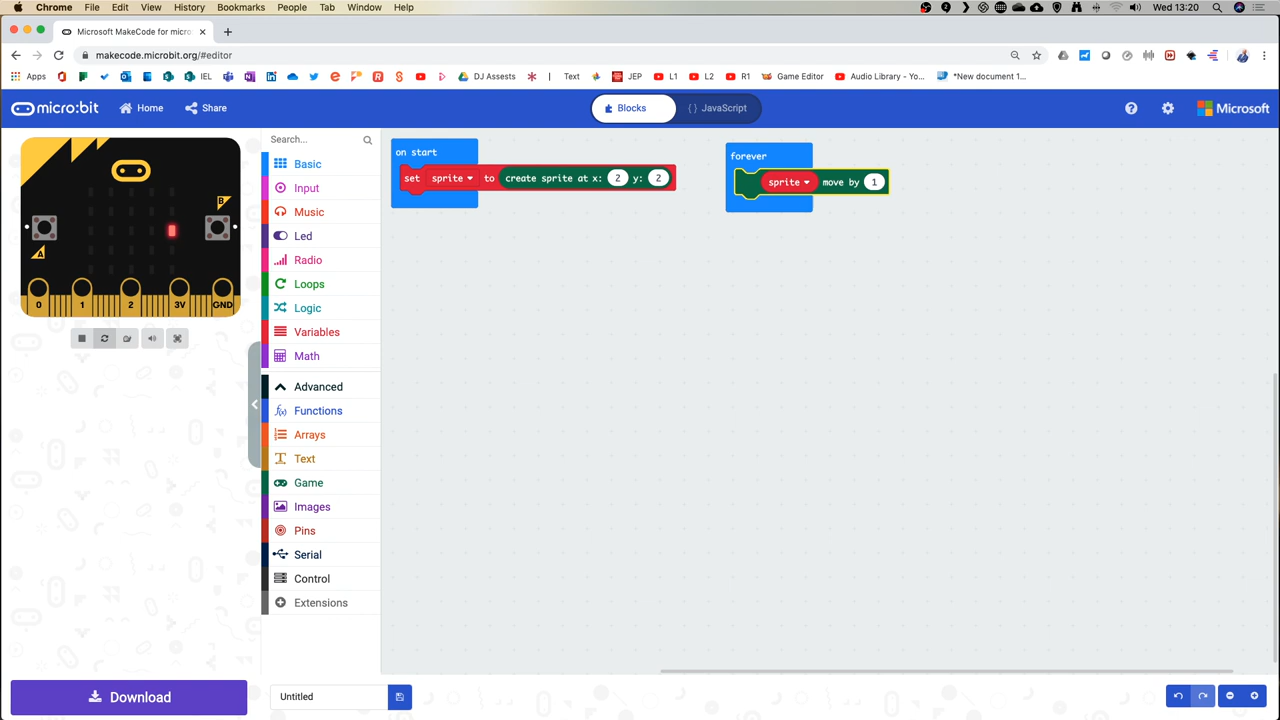 Chrome File Edit View History Bookmarks People Tab Window Help Wed 13:20
Microsoft MakeCode for micro
makecode.microbit.org/#editor
Apps IEL DJ Assests Text JEP L1 L2 R1 Game Editor Audio Library - Yo... *New document 1...
micro:bit Home Share Blocks {} JavaScript Microsoft
Search...
Basic
Input
Music
Led
Radio
Loops
Logic
Variables
Math
Advanced
Functions
Arrays
Text
Game
Images
Pins
Serial
Control
Extensions
A
B
0 1 2 3V GND
on start
set sprite to create sprite at x: 2 y: 2
forever
sprite move by 1
Download
Untitled